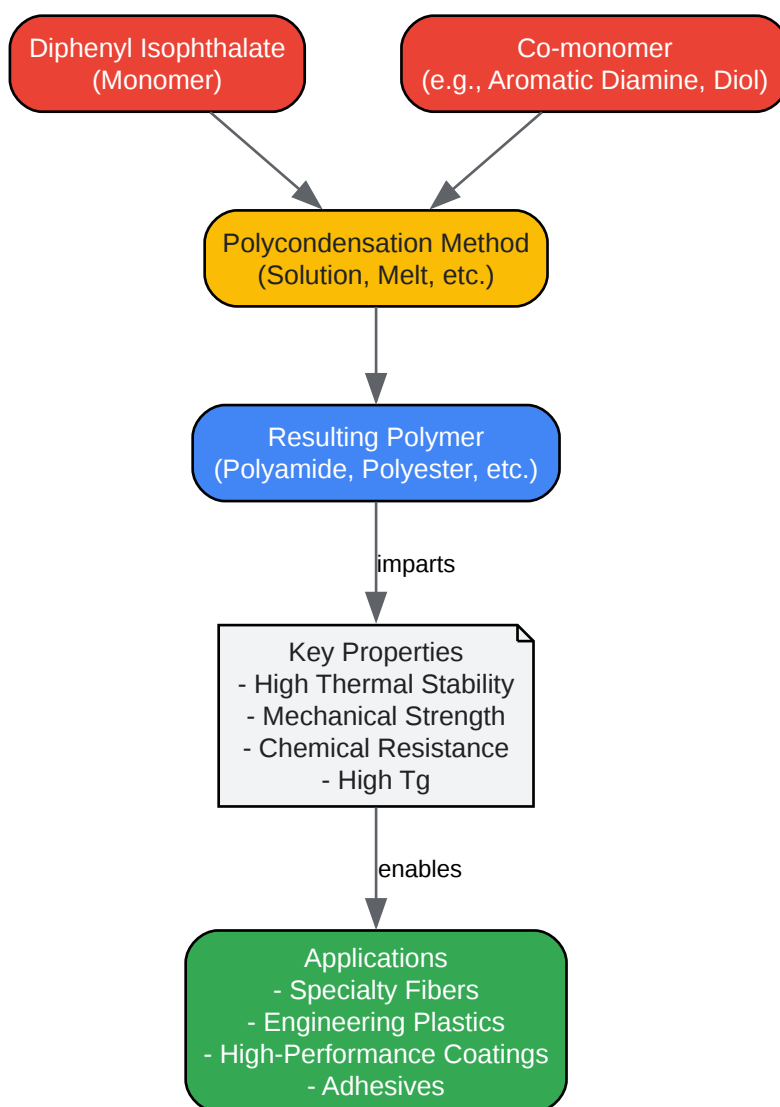 Diphenyl Isophthalate
(Monomer)
Co-monomer
(e.g., Aromatic Diamine, Diol)
Polycondensation Method
(Solution, Melt, etc.)
Resulting Polymer
(Polyamide, Polyester, etc.)
imparts
Key Properties
- High Thermal Stability
- Mechanical Strength
- Chemical Resistance
- High Tg
enables
Applications
- Specialty Fibers
- Engineering Plastics
- High-Performance Coatings
- Adhesives